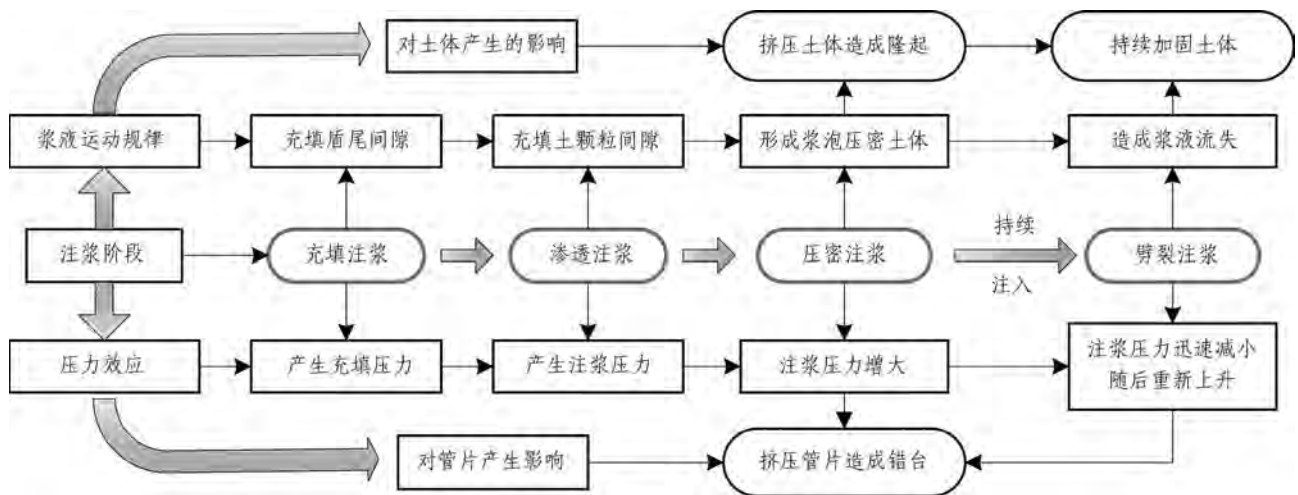 对土体产生的影响
挤压土体造成隆起
持续加固土体
浆液运动规律
充填盾尾间隙
充填土颗粒间隙
形成浆泡压密土体
造成浆液流失
注浆阶段
充填注浆
渗透注浆
压密注浆
持续
注入
劈裂注浆
压力效应
产生充填压力
产生注浆压力
注浆压力增大
注浆压力迅速减小
随后重新上升
对管片产生影响
挤压管片造成错台